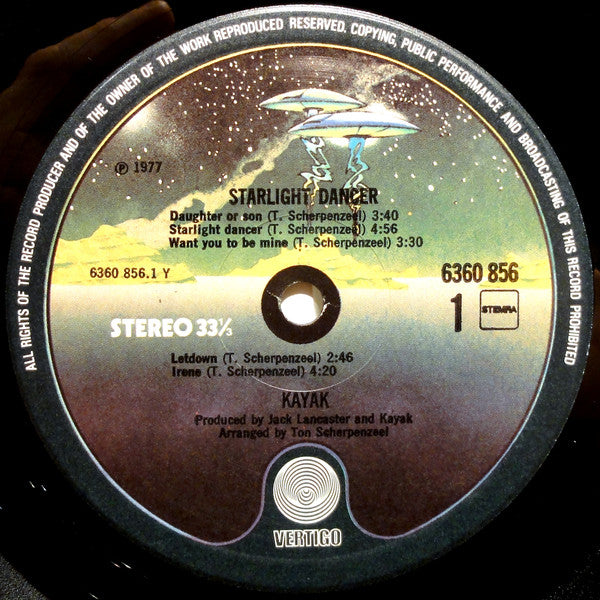 ALL RIGHTS OF THE RECORD PRODUCER AND OF THE OWNER OF THE WORK REPRODUCED RESERVED. COPYING, PUBLIC PERFORMANCE AND BROADCASTING OF THIS RECORD PROHIBITED
℗ 1977
STARLIGHT DANCER
Daughter or son (T. Scherpenzeel) 3:40
Starlight dancer (T. Scherpenzeel) 4:56
Want you to be mine (T. Scherpenzeel) 3:30
6360 856.1 Y
6360 856
1
STEMRA
STEREO 33⅓
Letdown (T. Scherpenzeel) 2:46
Irene (T. Scherpenzeel) 4:20
KAYAK
Produced by Jack Lancaster and Kayak
Arranged by Ton Scherpenzeel
VERTIGO